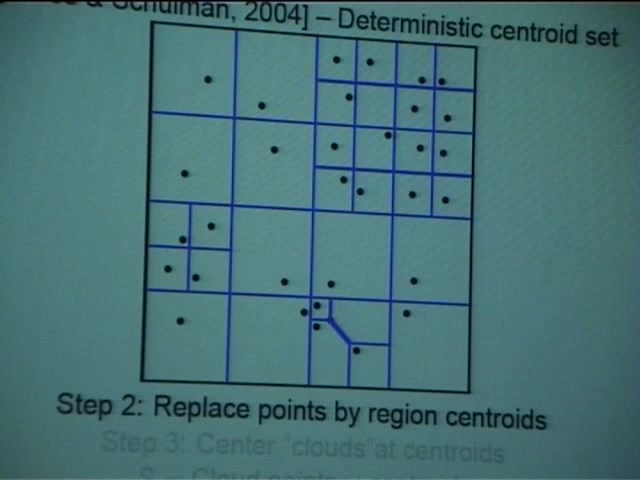 & Schulman, 2004] – Deterministic centroid set
Step 2: Replace points by region centroids
Step 3: Center "clouds" at centroids